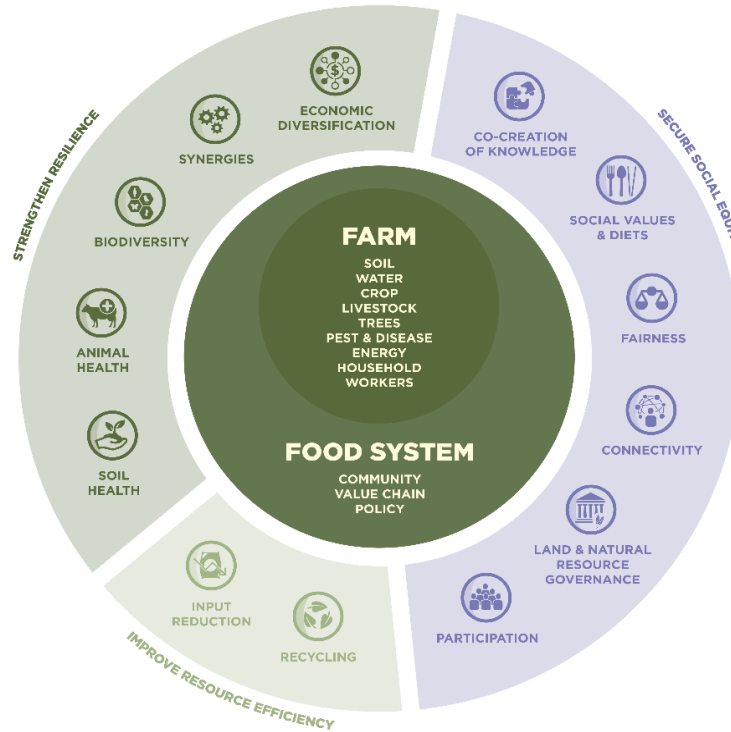 STRENGTHEN RESILIENCE
ECONOMIC
DIVERSIFICATION
SYNERGIES
BIODIVERSITY
ANIMAL
HEALTH
SOIL
HEALTH
SECURE SOCIAL
CO-CREATION
OF KNOWLEDGE
SOCIAL VALUES
& DIETS
FAIRNESS
CONNECTIVITY
LAND & NATURAL
RESOURCE
GOVERNANCE
PARTICIPATION
IMPROVE RESOURCE EFFICIENCY
INPUT
REDUCTION
RECYCLING
FARM
SOIL
WATER
CROP
LIVESTOCK
TREES
PEST & DISEASE
ENERGY
HOUSEHOLD
WORKERS
FOOD SYSTEM
COMMUNITY
VALUE CHAIN
POLICY
$